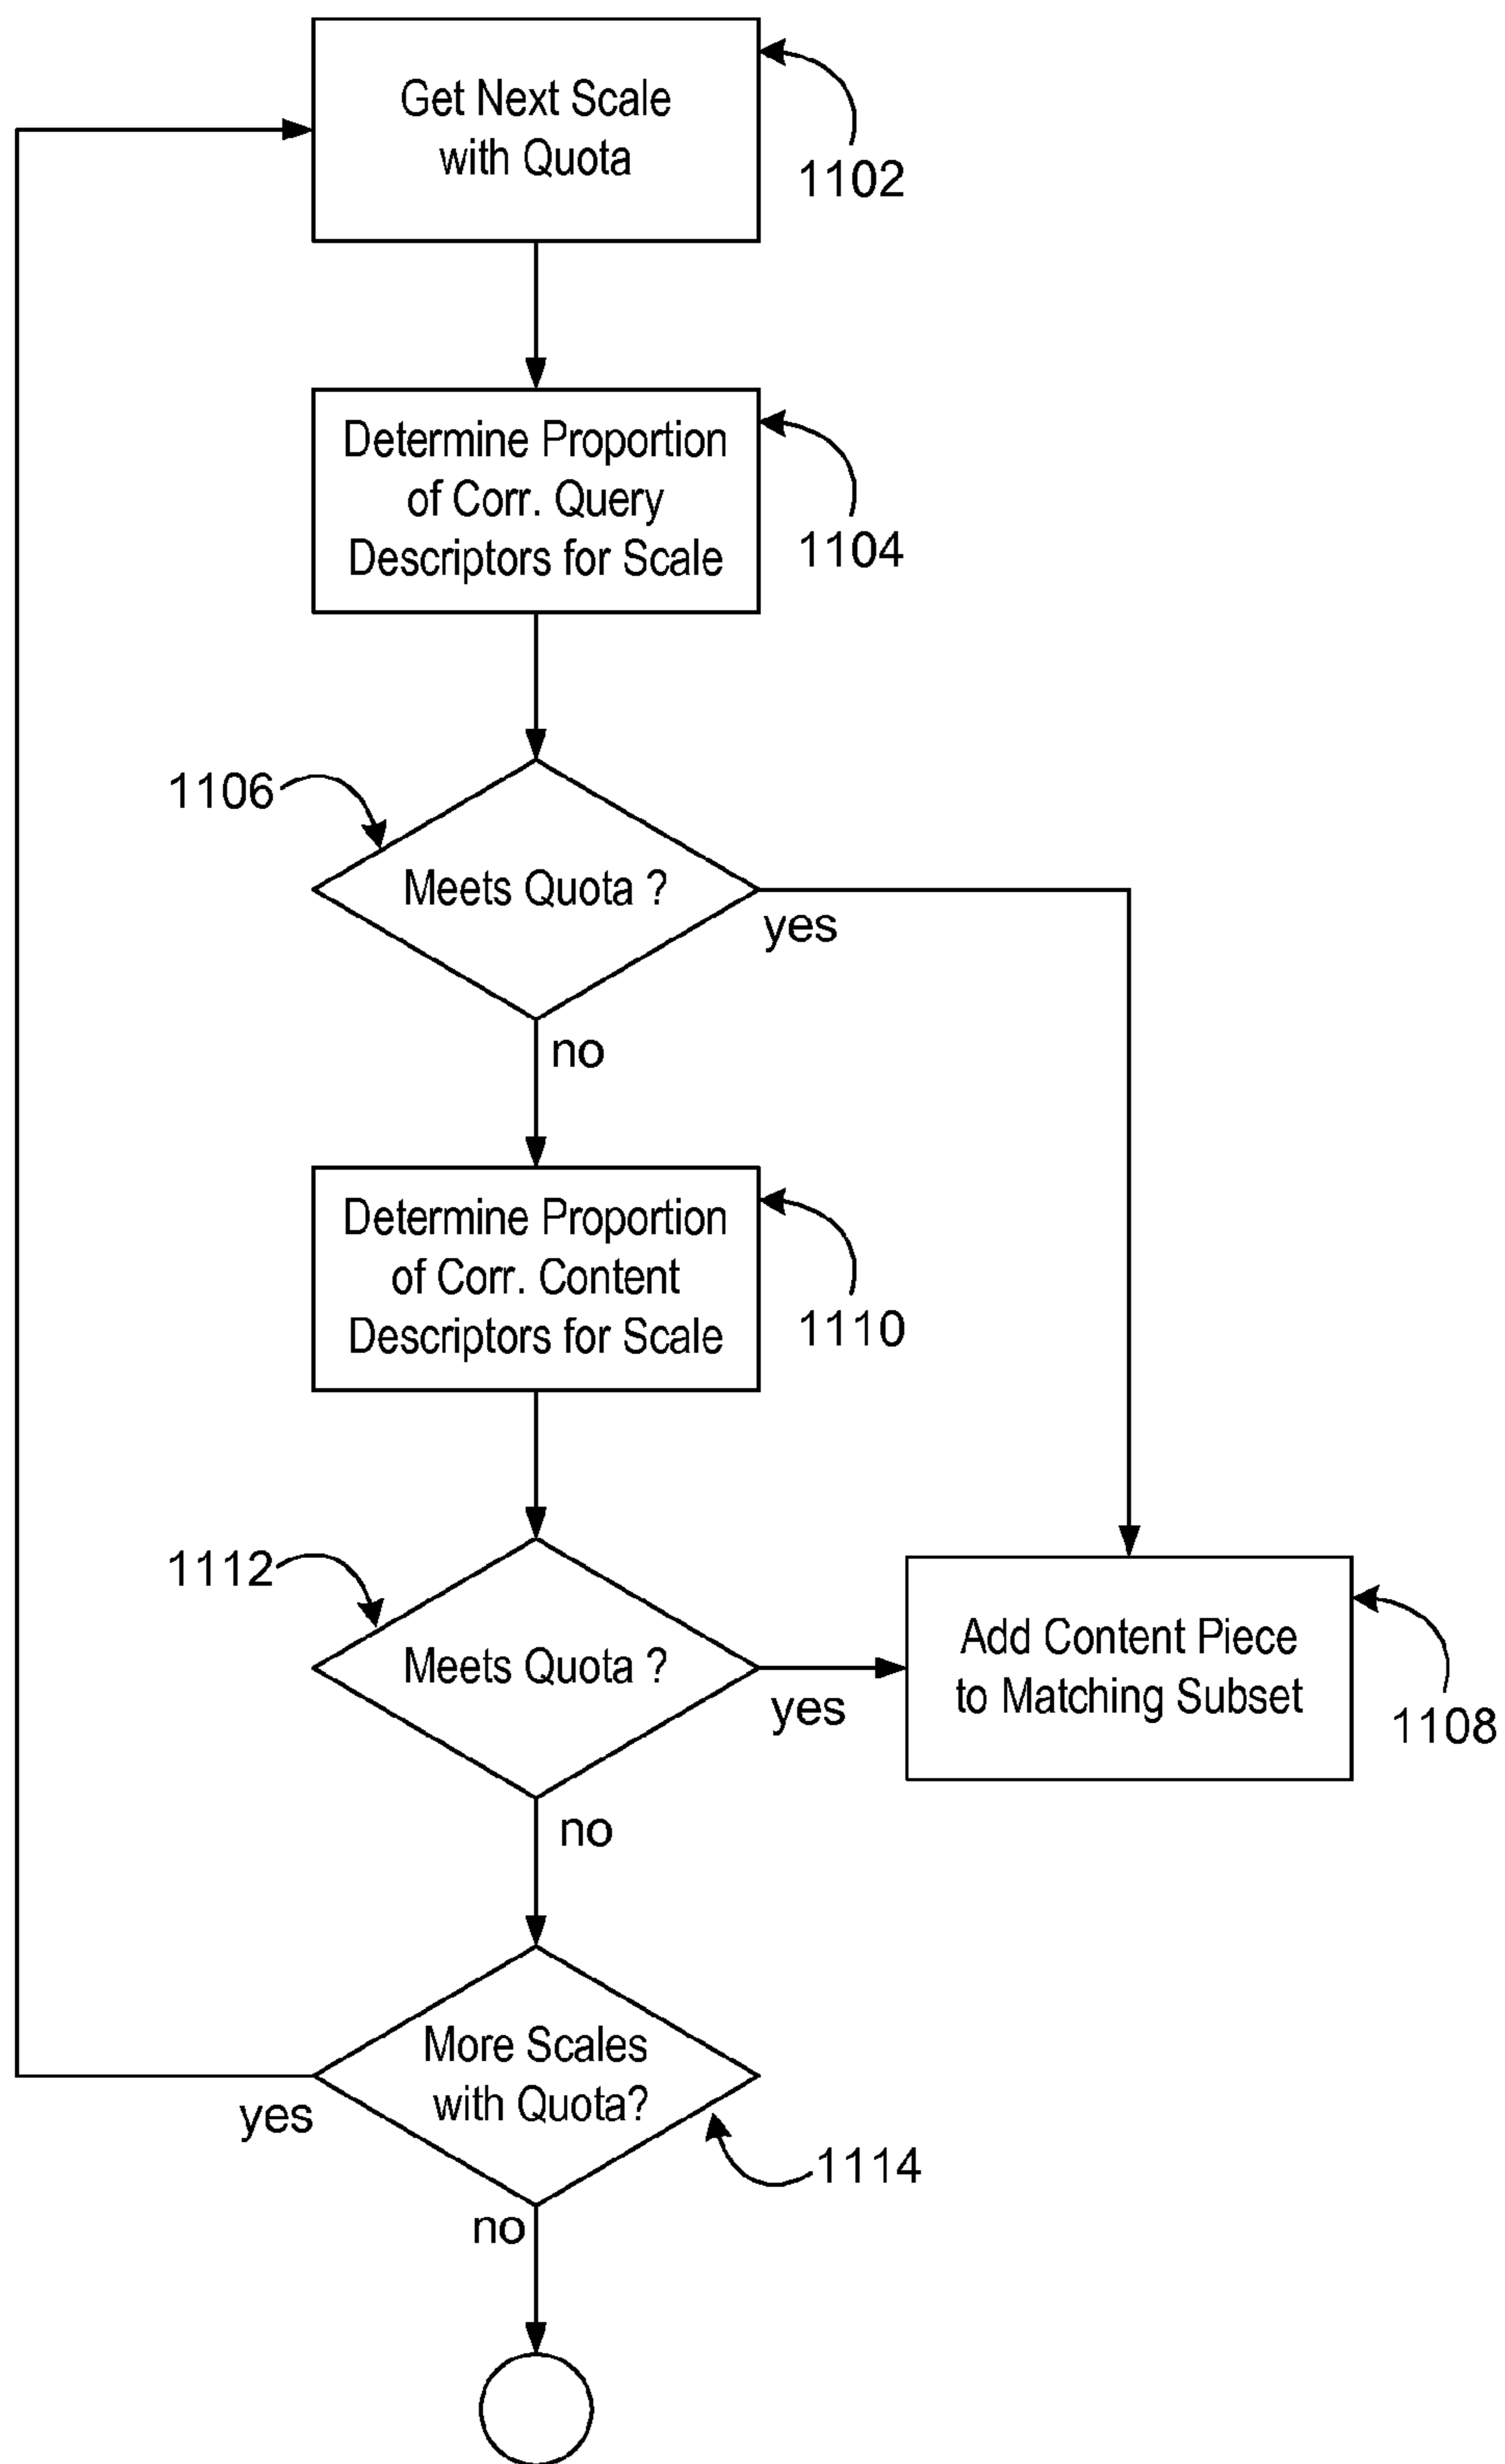 Get Next Scale
with Quota
1102
Determine Proportion
of Corr. Query
Descriptors for Scale
1104
1106
Meets Quota ?
yes
no
Determine Proportion
of Corr. Content
Descriptors for Scale
1110
1112
Meets Quota ?
yes
Add Content Piece
to Matching Subset
1108
no
More Scales
with Quota?
yes
1114
no